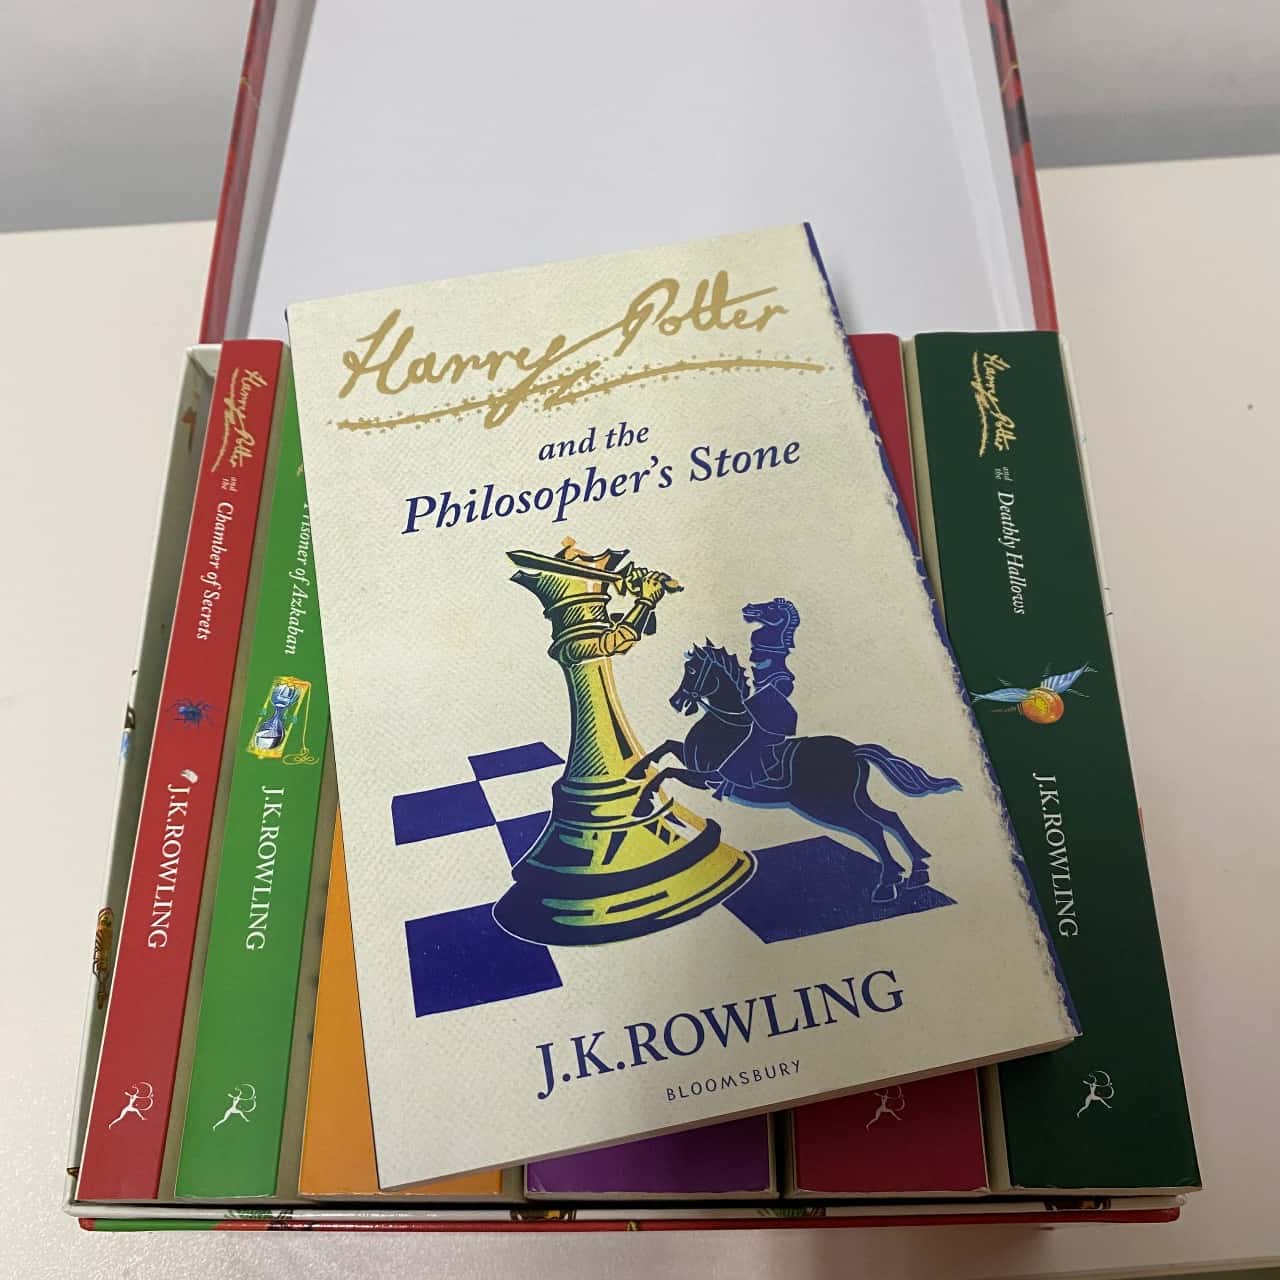 Harry Potter
and the
Philosopher's Stone
J.K.ROWLING
BLOOMSBURY
Harry Potter
and
the
Chamber of Secrets
J.K.ROWLING
Prisoner of Azkaban
J.K.ROWLING
Harry Potter
and
the
Deathly Hallows
J.K.ROWLING